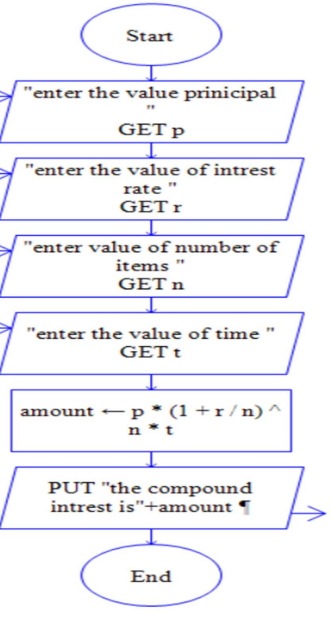 Start
"enter the value prinicipal
"
GET p
"enter the value of intrest
rate "
GET r
"enter value of number of
items "
GET n
"enter the value of time "
GET t
amount ← p * (1 + r / n) ^
n * t
PUT "the compound
intrest is"+amount ¶
End